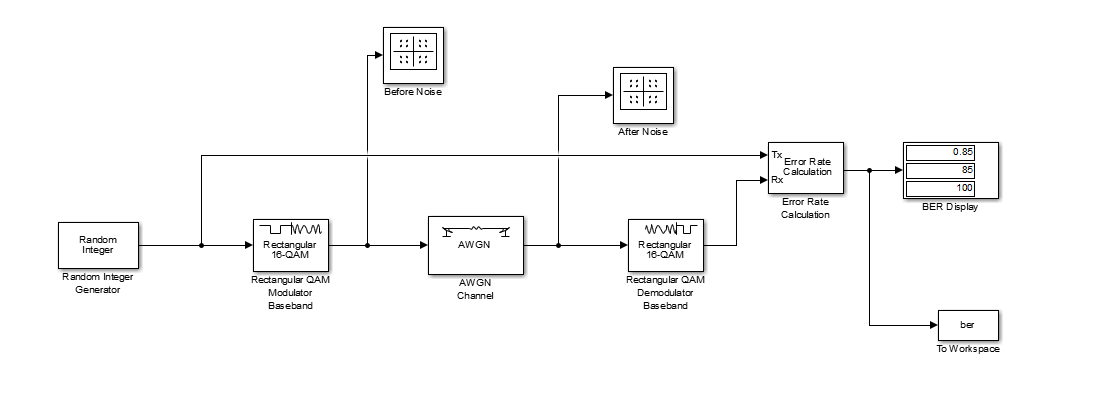 Before Noise
After Noise
Tx
Rx
Error Rate
Calculation
Error Rate
Calculation
0.85
85
100
BER Display
Random
Integer
Random Integer
Generator
Rectangular
16-QAM
Rectangular QAM
Modulator
Baseband
AWGN
AWGN
Channel
Rectangular
16-QAM
Rectangular QAM
Demodulator
Baseband
ber
To Workspace